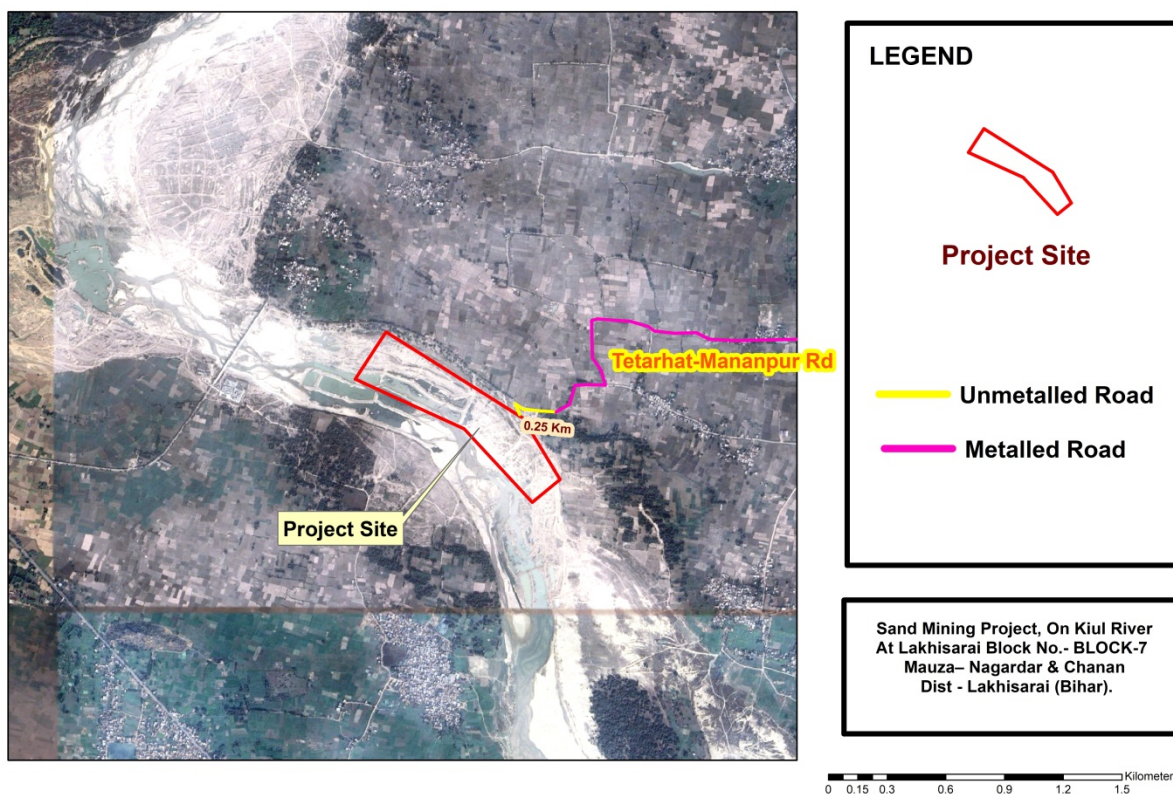 Tetarhat-Mananpur Rd
0.25 Km
Project Site
LEGEND
Project Site
Unmetalled Road
Metalled Road
Sand Mining Project, On Kiul River
At Lakhisarai Block No.- BLOCK-7
Mauza– Nagardar & Chanan
Dist - Lakhisarai (Bihar).
Kilometer
0 0.15 0.3 0.6 0.9 1.2 1.5